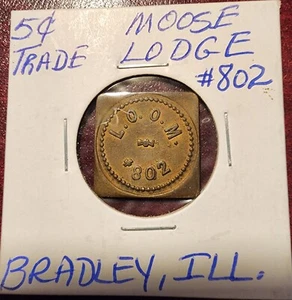 5¢ MOOSE
TRADE LODGE
#802
L.O.O.M.
*802
BRADLEY, ILL.